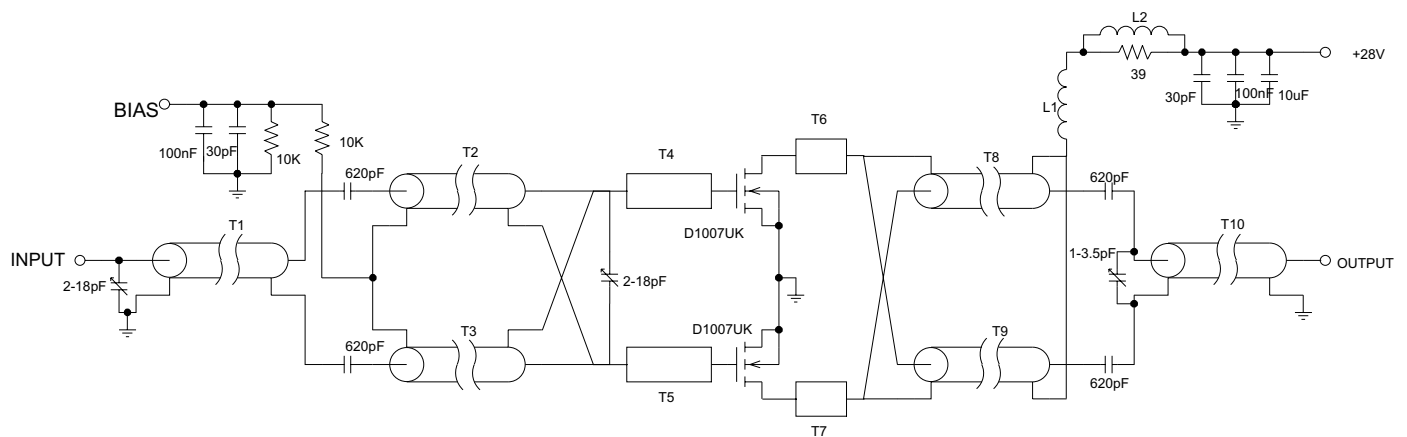 L2
39
+28V
30pF
100nF
10uF
L1
BIAS
100nF
30pF
10K
10K
T6
T2
T4
T8
620pF
620pF
D1007UK
T1
T10
INPUT
2-18pF
2-18pF
1-3.5pF
OUTPUT
D1007UK
620pF
T3
T9
620pF
T5
T7